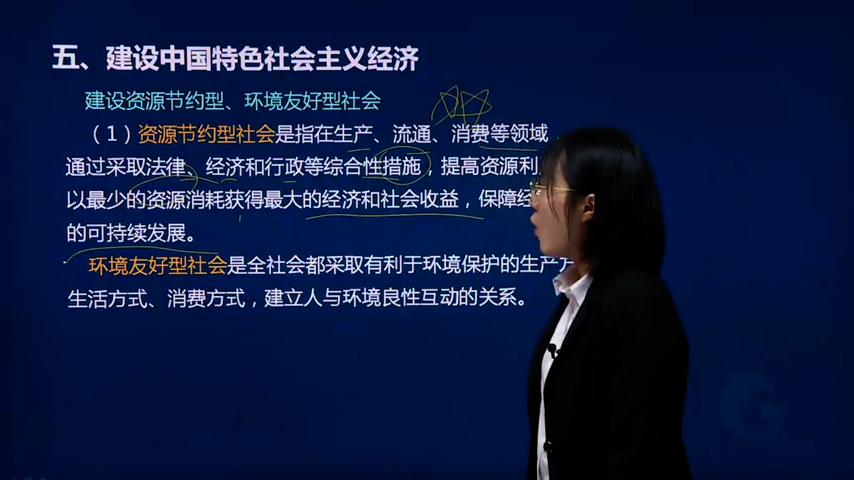 五、建设中国特色社会主义经济
建设资源节约型、环境友好型社会
（1）资源节约型社会是指在生产、流通、消费等领域，
通过采取法律、经济和行政等综合性措施，提高资源利
以最少的资源消耗获得最大的经济和社会收益，保障经
的可持续发展。
环境友好型社会是全社会都采取有利于环境保护的生产方
生活方式、消费方式，建立人与环境良性互动的关系。